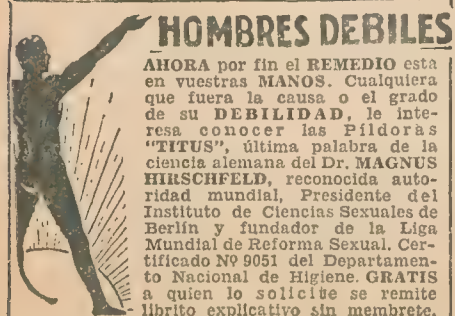 HOMBRES DEBILES
AHORA por fin el REMEDIO esta
en vuestras MANOS. Cualquiera
que fuera la causa o el grado
de su DEBILIDAD, le inte-
resa conocer las Píldoras
"TITUS", última palabra de la
ciencia alemana del Dr. MAGNUS
HIRSCHFELD, reconocida auto-
ridad mundial, Presidente del
Instituto de Ciencias Sexuales de
Berlín y fundador de la Liga
Mundial de Reforma Sexual. Cer-
tificado Nº 9051 del Departamen-
to Nacional de Higiene. GRATIS
a quien lo solicite se remite
librito explicativo sin membrete.